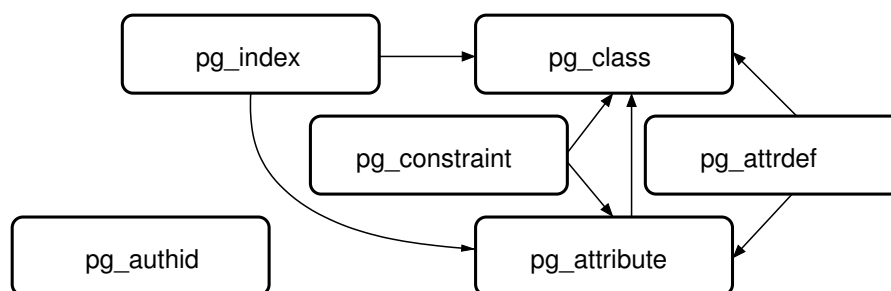 pg_index
pg_class
pg_constraint
pg_attrdef
pg_authid
pg_attribute